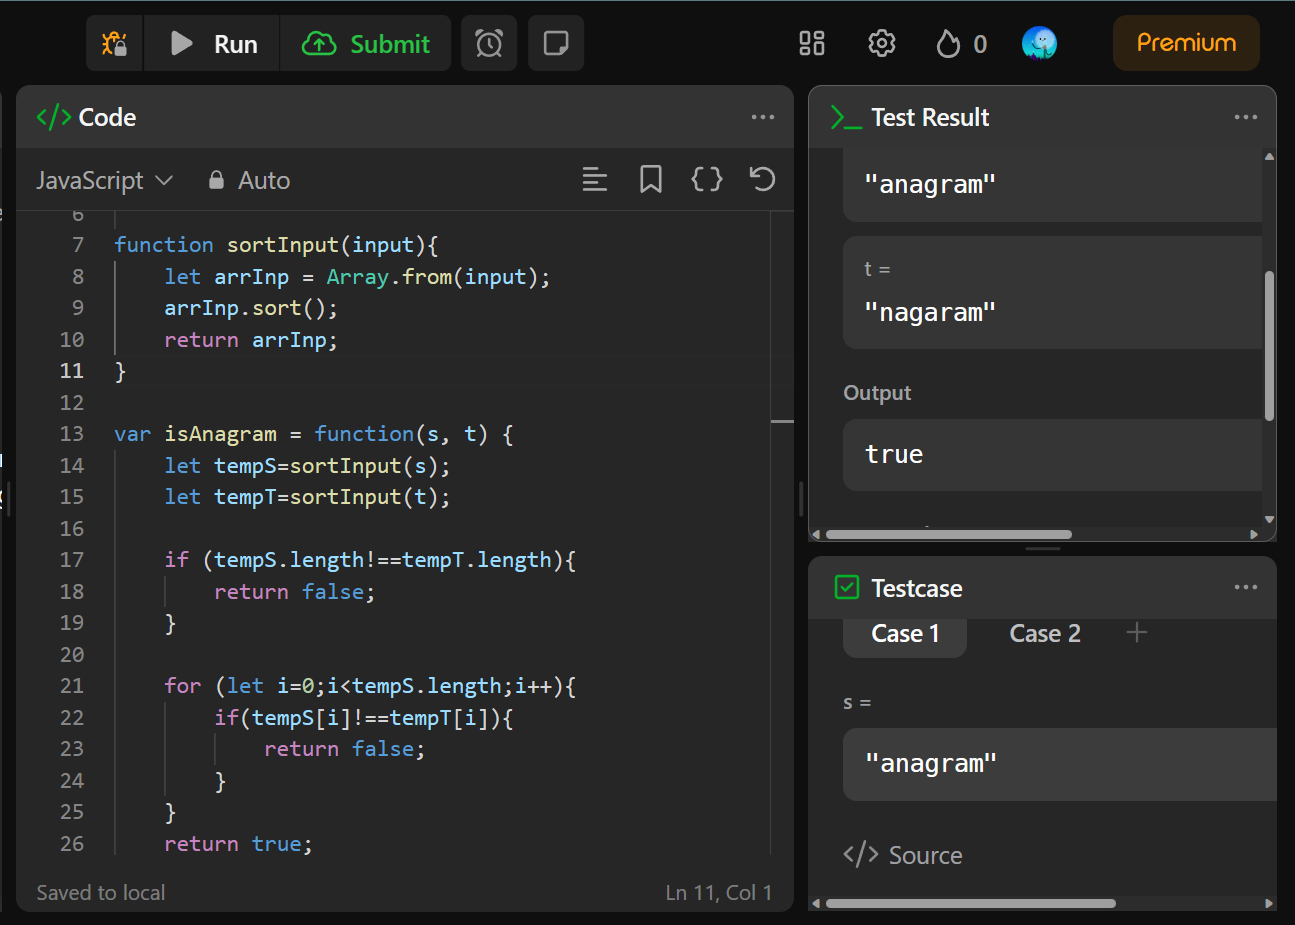 Run
Submit
0
Premium
</> Code
JavaScript
Auto
6
7 function sortInput(input){
8 let arrInp = Array.from(input);
9 arrInp.sort();
10 return arrInp;
11 }
12
13 var isAnagram = function(s, t) {
14 let tempS=sortInput(s);
15 let tempT=sortInput(t);
16
17 if (tempS.length!==tempT.length){
18 return false;
19 }
20
21 for (let i=0;i<tempS.length;i++){
22 if(tempS[i]!==tempT[i]){
23 return false;
24 }
25 }
26 return true;
Saved to local
Ln 11, Col 1
Test Result
"anagram"
t =
"nagaram"
Output
true
Testcase
Case 1
Case 2
s =
"anagram"
</> Source